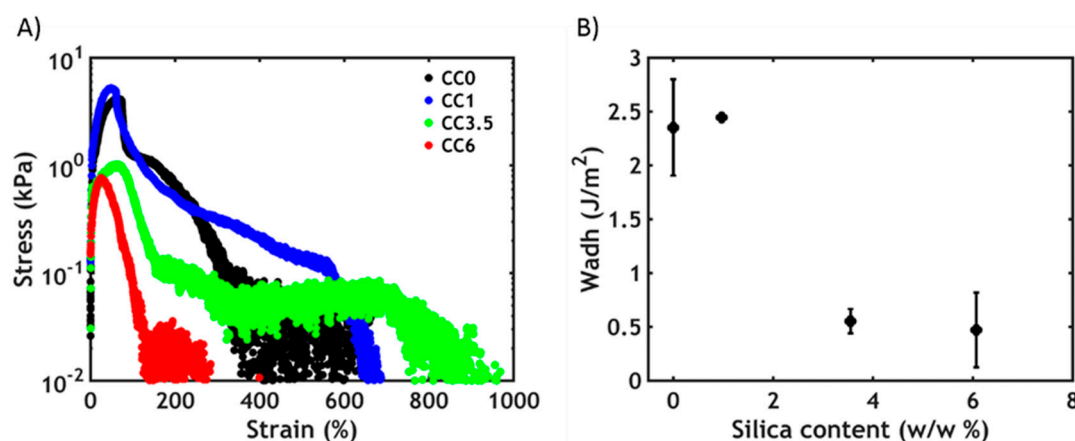 A)
Stress (kPa)
10^1
10^0
10^-1
10^-2
CC0
CC1
CC3.5
CC6
0 200 400 600 800 1000
Strain (%)
B)
Wadh (J/m^2)
3
2.5
2
1.5
1
0.5
0
0 2 4 6 8
Silica content (w/w %)